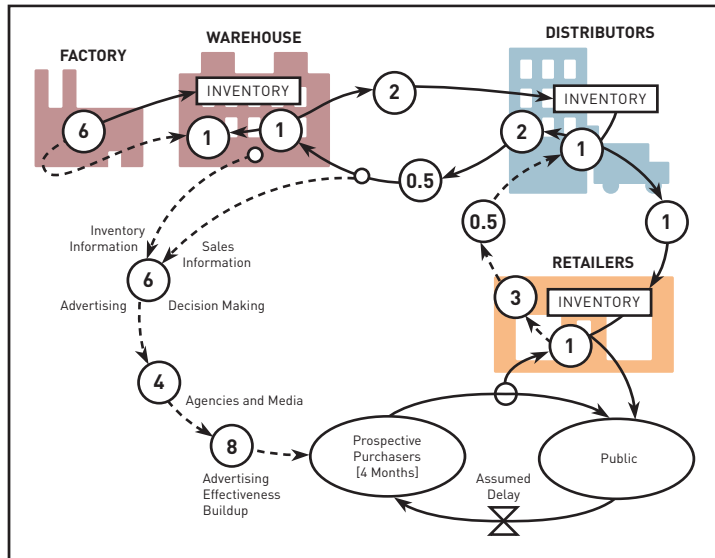 FACTORY
WAREHOUSE
DISTRIBUTORS
INVENTORY
INVENTORY
6
1
1
2
2
1
0.5
0.5
1
Inventory
Information
Sales
Information
RETAILERS
INVENTORY
6
3
1
Advertising
Decision Making
4
Agencies and Media
8
Advertising
Effectiveness
Buildup
Prospective
Purchasers
[4 Months]
Assumed
Delay
Public